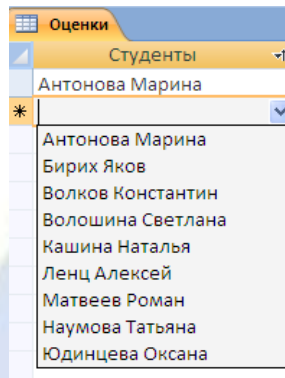 Оценки
Студенты
Антонова Марина
Антонова Марина
Бирих Яков
Волков Константин
Волошина Светлана
Кашина Наталья
Ленц Алексей
Матвеев Роман
Наумова Татьяна
Юдинцева Оксана